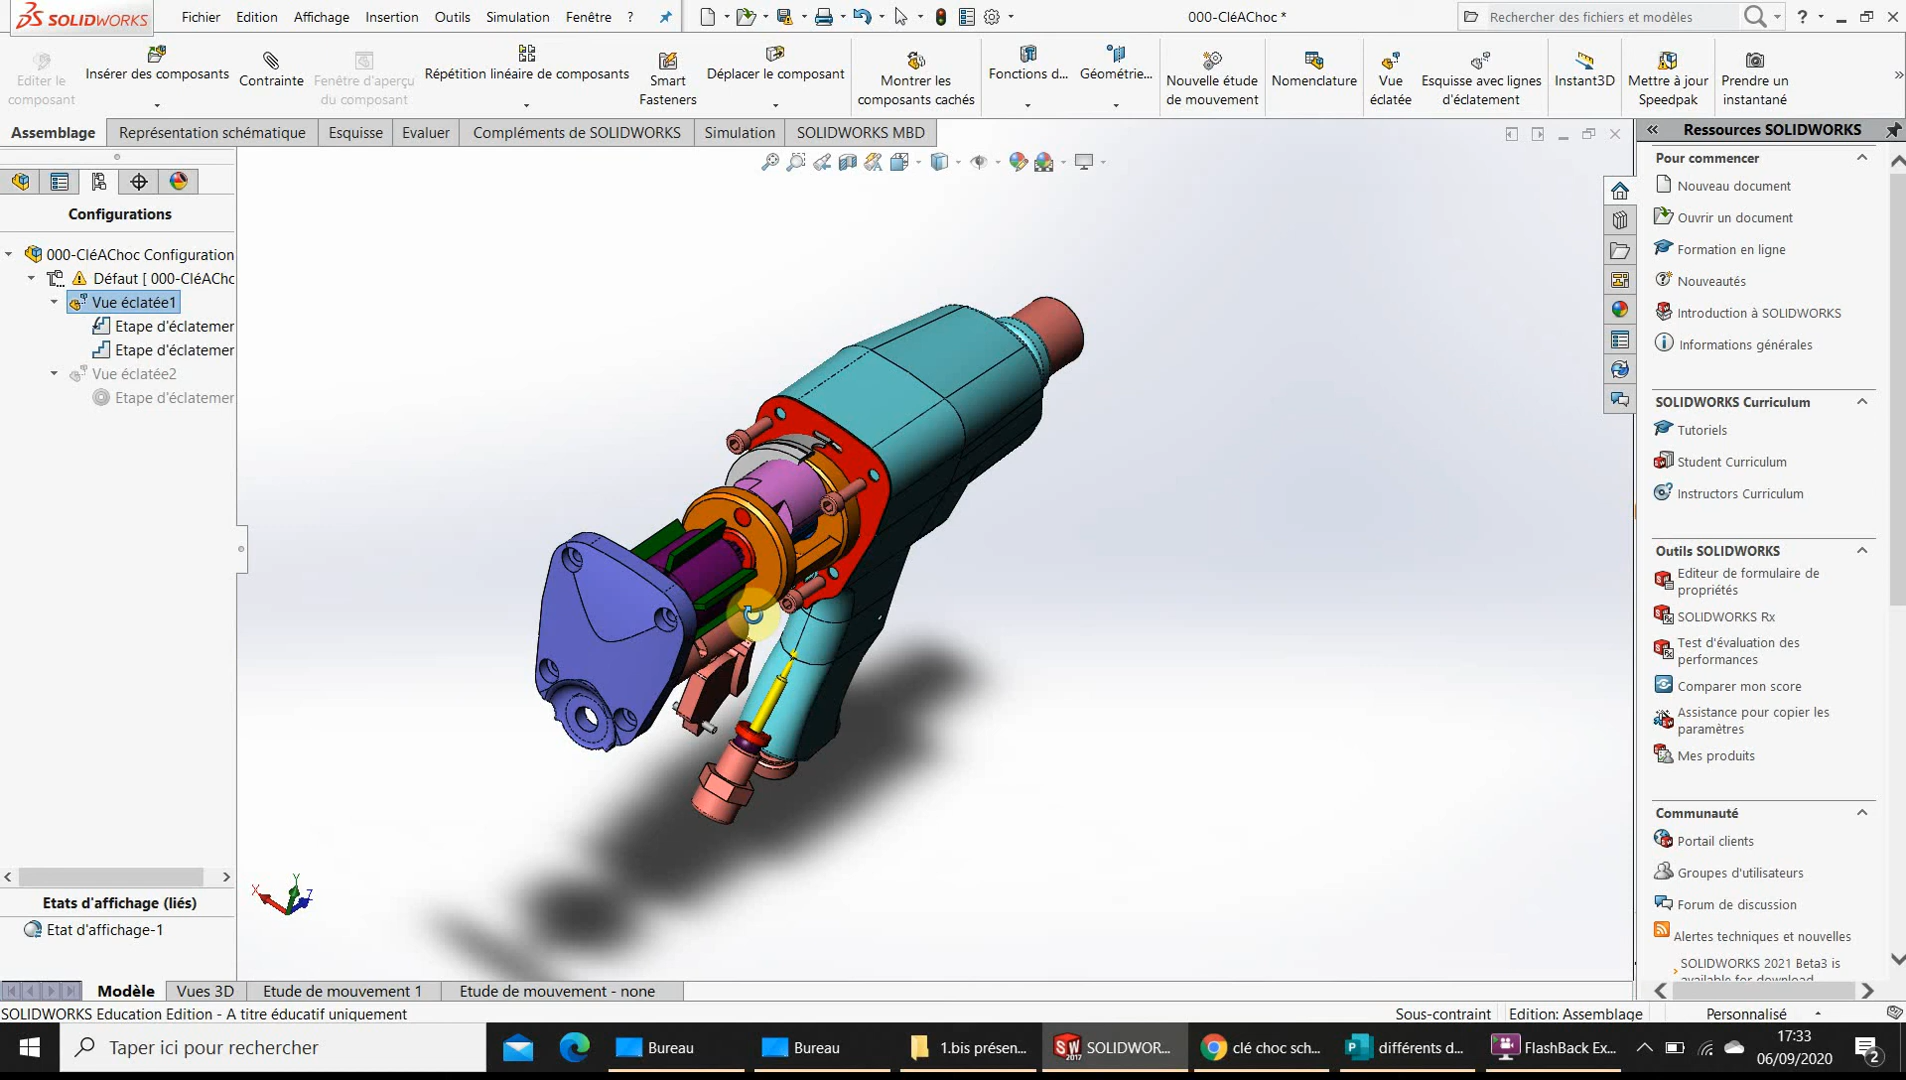 SOLIDWORKS
Fichier Edition Affichage Insertion Outils Simulation Fenêtre ?
000-CléAChoc *
Rechercher des fichiers et modèles
Editer le composant
Insérer des composants
Contrainte
Fenêtre d'aperçu du composant
Répétition linéaire de composants
Smart Fasteners
Déplacer le composant
Montrer les composants cachés
Fonctions d...
Géométrie...
Nouvelle étude de mouvement
Nomenclature
Vue éclatée
Esquisse avec lignes d'éclatement
Instant3D
Mettre à jour Speedpak
Prendre un instantané
Assemblage Représentation schématique Esquisse Evaluer Compléments de SOLIDWORKS Simulation SOLIDWORKS MBD
Configurations
000-CléAChoc Configuration
Défaut [ 000-CléAChc
Vue éclatée1
Etape d'éclatemer
Etape d'éclatemer
Vue éclatée2
Etape d'éclatemer
Etats d'affichage (liés)
Etat d'affichage-1
X Y Z
Ressources SOLIDWORKS
Pour commencer
Nouveau document
Ouvrir un document
Formation en ligne
Nouveautés
Introduction à SOLIDWORKS
Informations générales
SOLIDWORKS Curriculum
Tutoriels
Student Curriculum
Instructors Curriculum
Outils SOLIDWORKS
Editeur de formulaire de
propriétés
SOLIDWORKS Rx
Test d'évaluation des
performances
Comparer mon score
Assistance pour copier les
paramètres
Mes produits
Communauté
Portail clients
Groupes d'utilisateurs
Forum de discussion
Alertes techniques et nouvelles
SOLIDWORKS 2021 Beta3 is
available for download
Modèle Vues 3D Etude de mouvement 1 Etude de mouvement - none
SOLIDWORKS Education Edition - A titre éducatif uniquement
Sous-contraint Edition: Assemblage Personnalisé
Taper ici pour rechercher
Bureau
Bureau
1.bis présen...
SOLIDWOR...
clé choc sch...
différents d...
FlashBack Ex...
17:33
06/09/2020
2